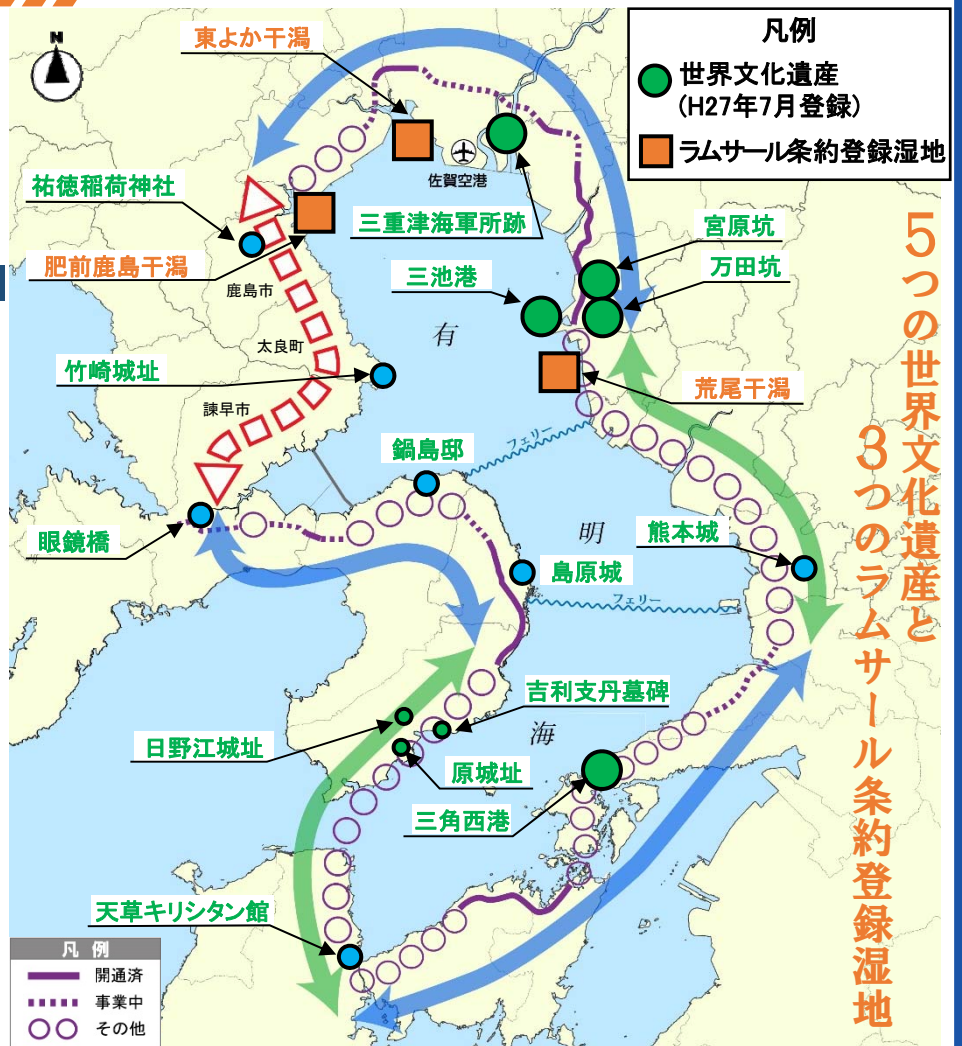 N
東よか干潟
凡例
世界文化遺産
(H27年7月登録)
ラムサール条約登録湿地
佐賀空港
祐徳稲荷神社
三重津海軍所跡
肥前鹿島干潟
宮原坑
三池港
万田坑
鹿島市
有
太良町
竹崎城址
荒尾干潟
諫早市
フェリー
鍋島邸
明
眼鏡橋
熊本城
島原城
フェリー
吉利支丹墓碑
海
日野江城址
原城址
三角西港
天草キリシタン館
凡例
開通済
事業中
その他
5つの世界文化遺産と
3つのラムサール条約登録湿地